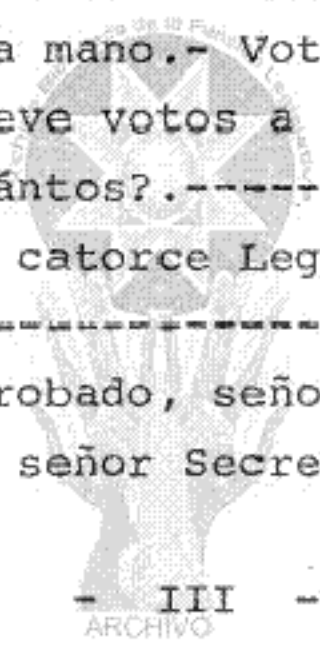 a mano.- Vot
eve votos a
ántos?.-----
catorce Leg
------------
robado, seño
señor Secre
- III -
ARCHIVO